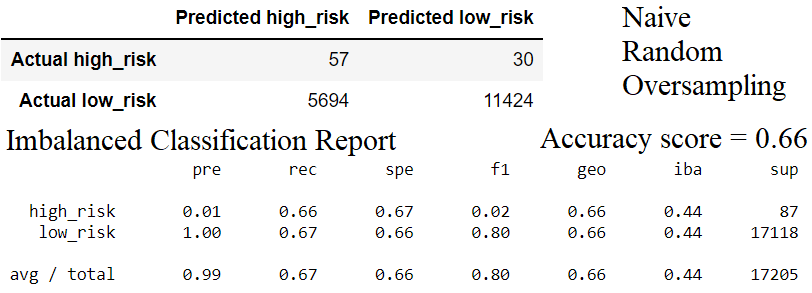 Predicted high_risk Predicted low_risk
Actual high_risk 57 30
Actual low_risk 5694 11424
Naive
Random
Oversampling
Imbalanced Classification Report
Accuracy score = 0.66
pre rec spe f1 geo iba sup
high_risk 0.01 0.66 0.67 0.02 0.66 0.44 87
low_risk 1.00 0.67 0.66 0.80 0.66 0.44 17118
avg / total 0.99 0.67 0.66 0.80 0.66 0.44 17205